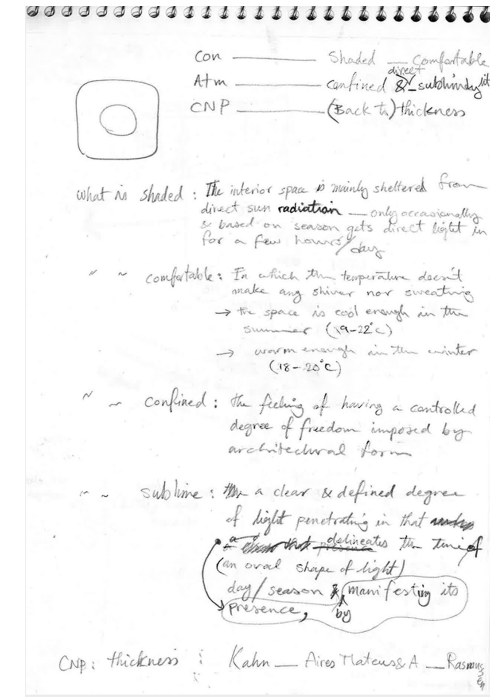 Con — Shaded — Comfortable
direct
Atm — confined & sublimely lit
CNP — (Back to) thickness
what is shaded : The interior space is mainly sheltered from
direct sun radiation — only occasionally
& based on season gets direct light in
for a few hours/day
" ~ comfortable : In which the temperature doesn't
make any shiver nor sweating
→ the space is cool enough in the
summer (19-22°C)
→ warm enough in the winter
(18-20°C)
" ~ confined : the feeling of having a controlled
degree of freedom imposed by
architectural form
~ ~ sublime : a clear & defined degree
of light penetrating in that
delineates the time of
(an oval shape of light)
day/season & manifesting its
presence, by
CNP : thickness : Kahn — Aires Mateus & A — Rasmussen